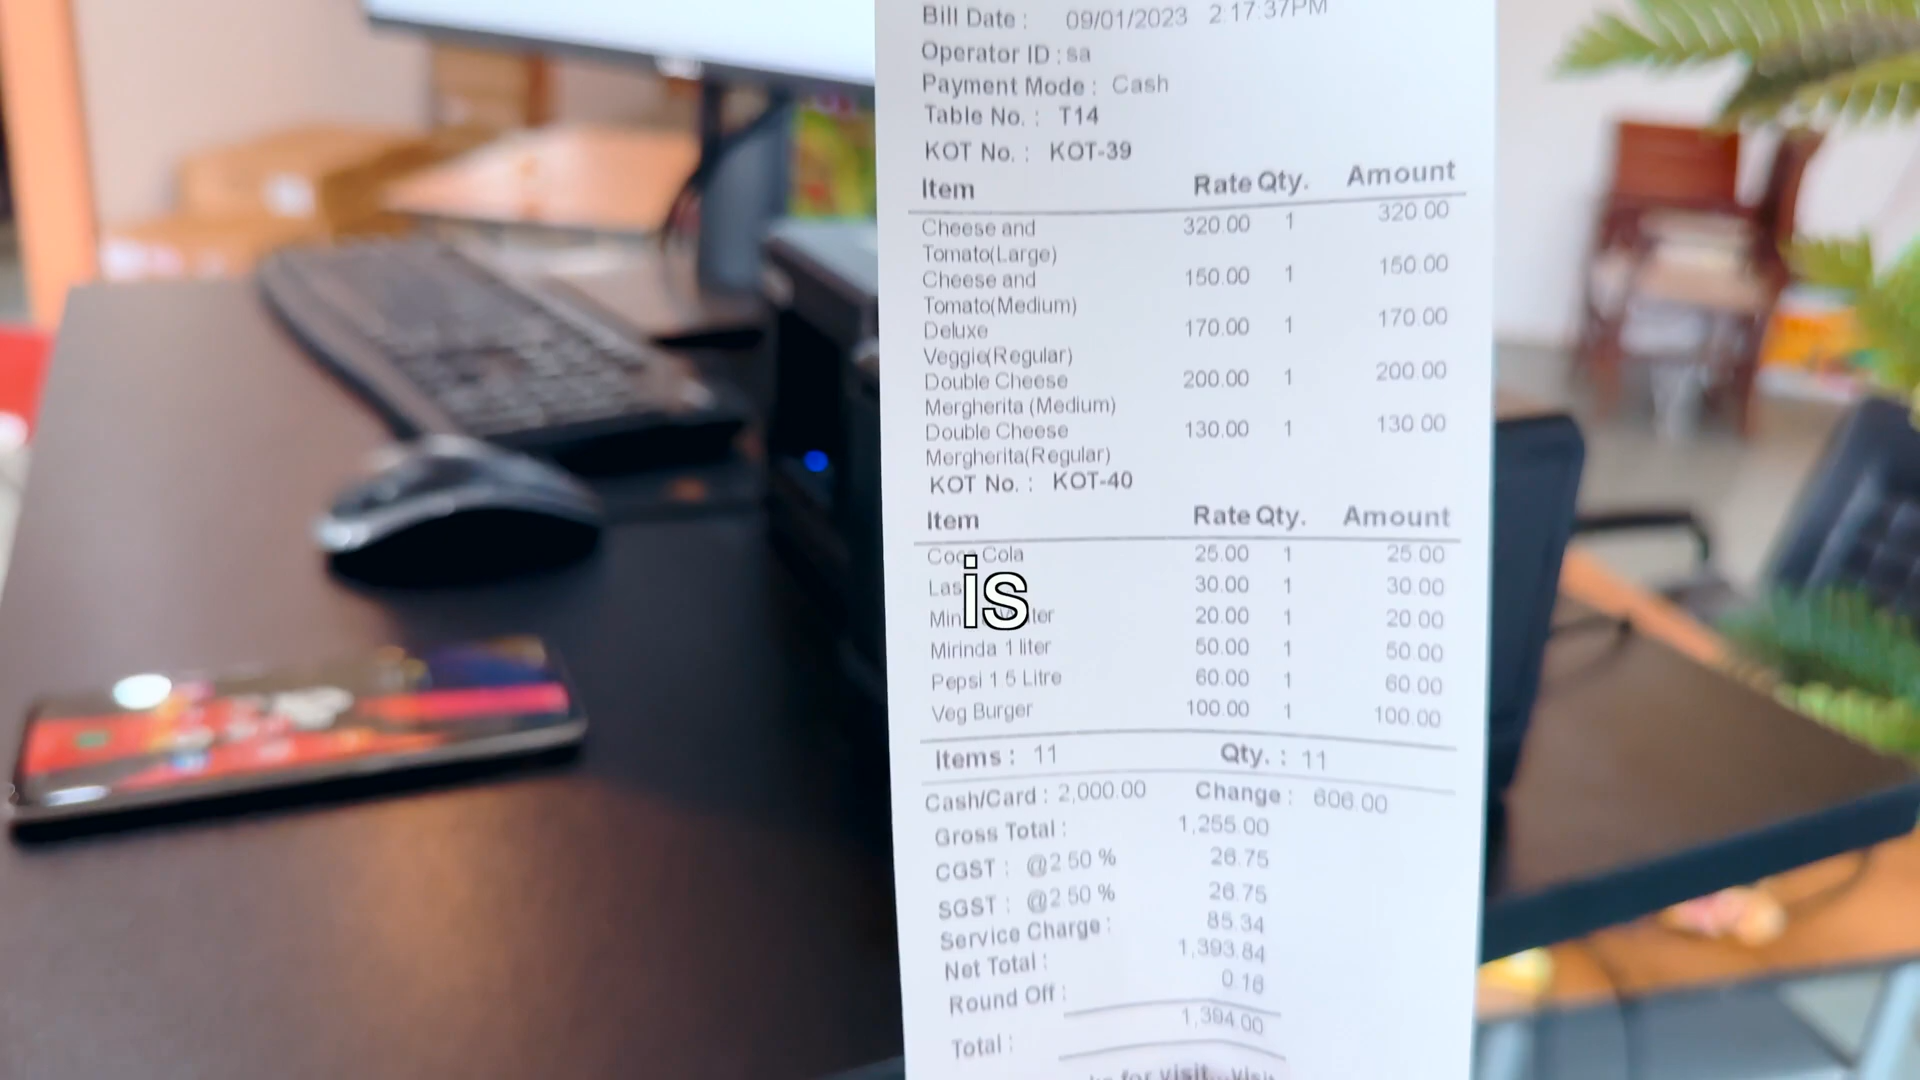 Bill Date : 09/01/2023 2:17:37PM
Operator ID : sa
Payment Mode : Cash
Table No. : T14
KOT No. : KOT-39
Item Rate Qty. Amount
Cheese and 320.00 1 320.00
Tomato(Large)
Cheese and 150.00 1 150.00
Tomato(Medium)
Deluxe 170.00 1 170.00
Veggie(Regular)
Double Cheese 200.00 1 200.00
Mergherita (Medium)
Double Cheese 130.00 1 130.00
Mergherita(Regular)
KOT No. : KOT-40
Item Rate Qty. Amount
Coca Cola 25.00 1 25.00
is
30.00 1 30.00
20.00 1 20.00
Mirinda 1 liter 50.00 1 50.00
Pepsi 1.5 Litre 60.00 1 60.00
Veg Burger 100.00 1 100.00
Items : 11 Qty. : 11
Cash/Card : 2,000.00 Change : 606.00
Gross Total : 1,255.00
CGST : @2.50 % 26.75
SGST : @2.50 % 26.75
Service Charge : 85.34
Net Total : 1,393.84
Round Off : 0.16
Total : 1,394.00
for visit...visit